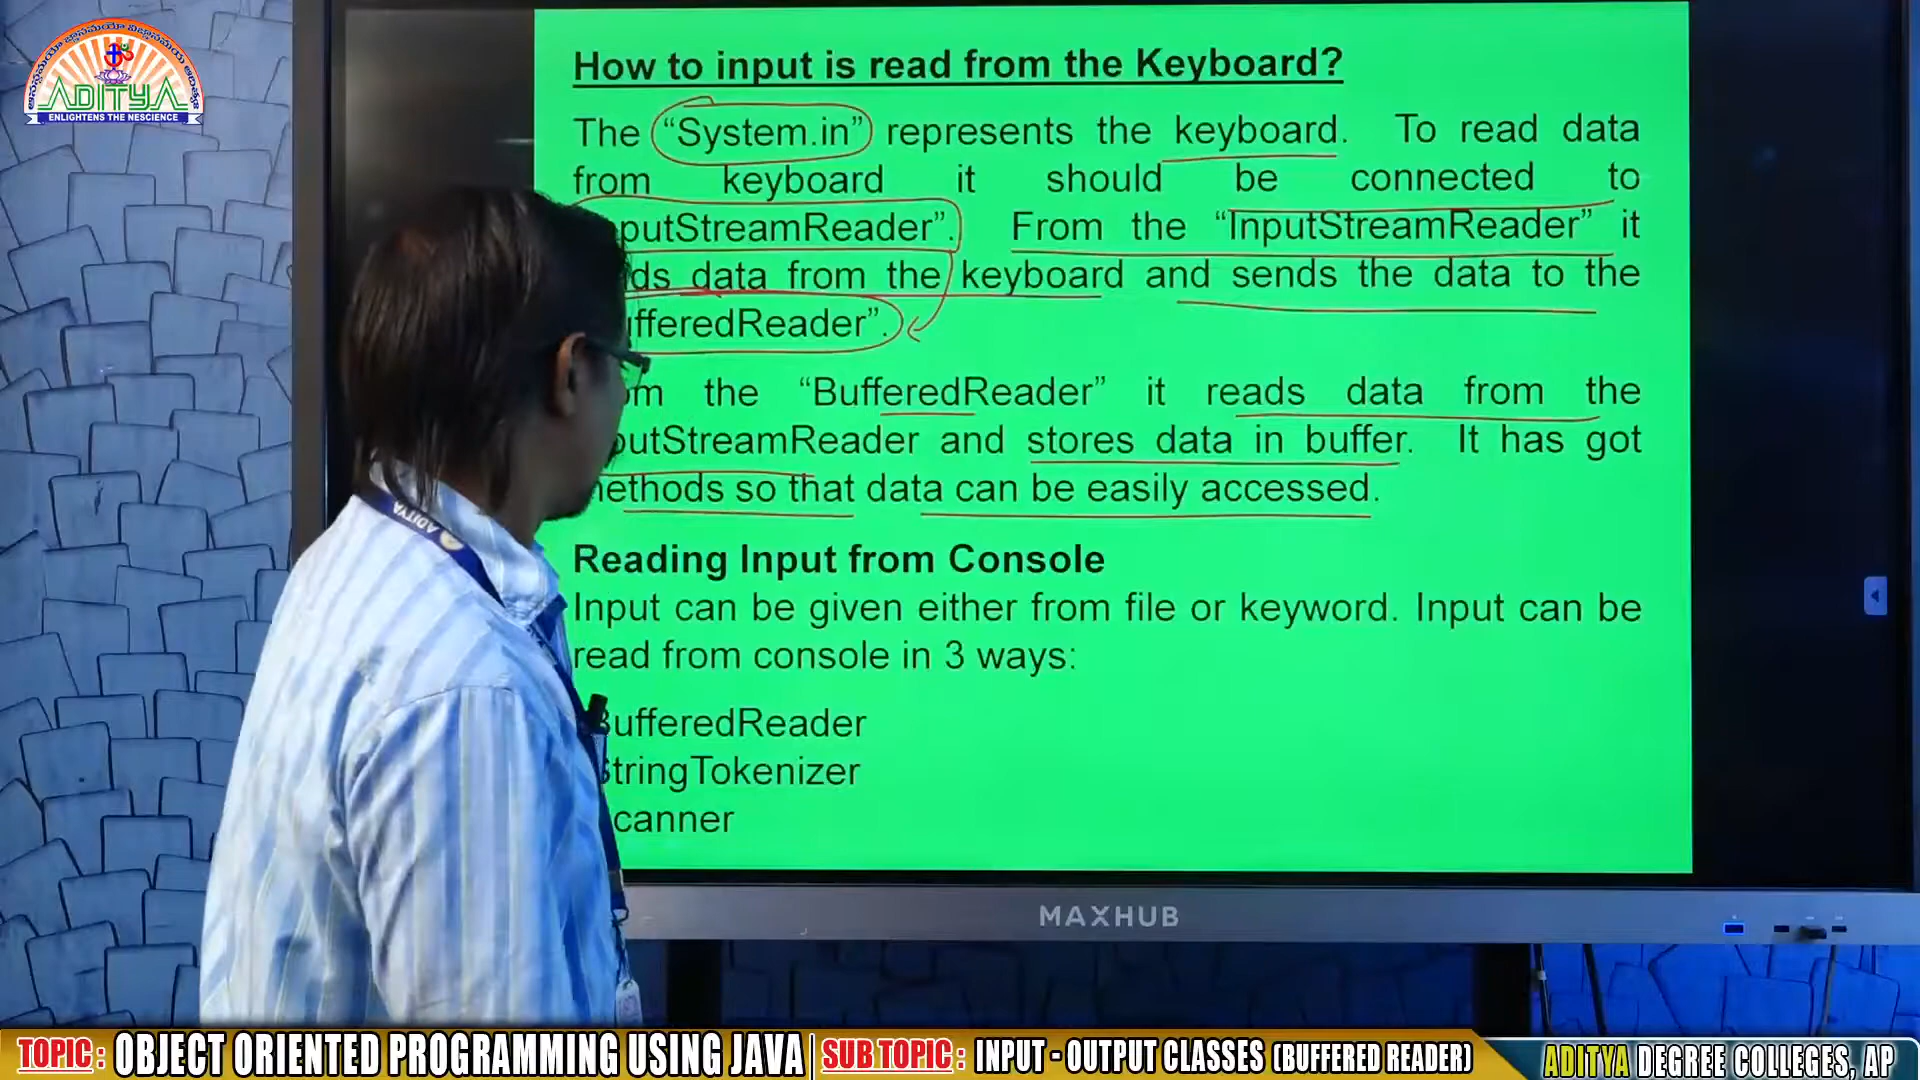 ADITYA
ENLIGHTENS THE NESCIENCE
How to input is read from the Keyboard?
The “System.in” represents the keyboard. To read data
from keyboard it should be connected to
putStreamReader”. From the “InputStreamReader” it
ds data from the keyboard and sends the data to the
ufferedReader”.
om the “BufferedReader” it reads data from the
putStreamReader and stores data in buffer. It has got
methods so that data can be easily accessed.
Reading Input from Console
Input can be given either from file or keyword. Input can be
read from console in 3 ways:
BufferedReader
StringTokenizer
canner
ADITYA
MAXHUB
TOPIC : OBJECT ORIENTED PROGRAMMING USING JAVA | SUB TOPIC : INPUT - OUTPUT CLASSES (BUFFERED READER)
ADITYA DEGREE COLLEGES, AP